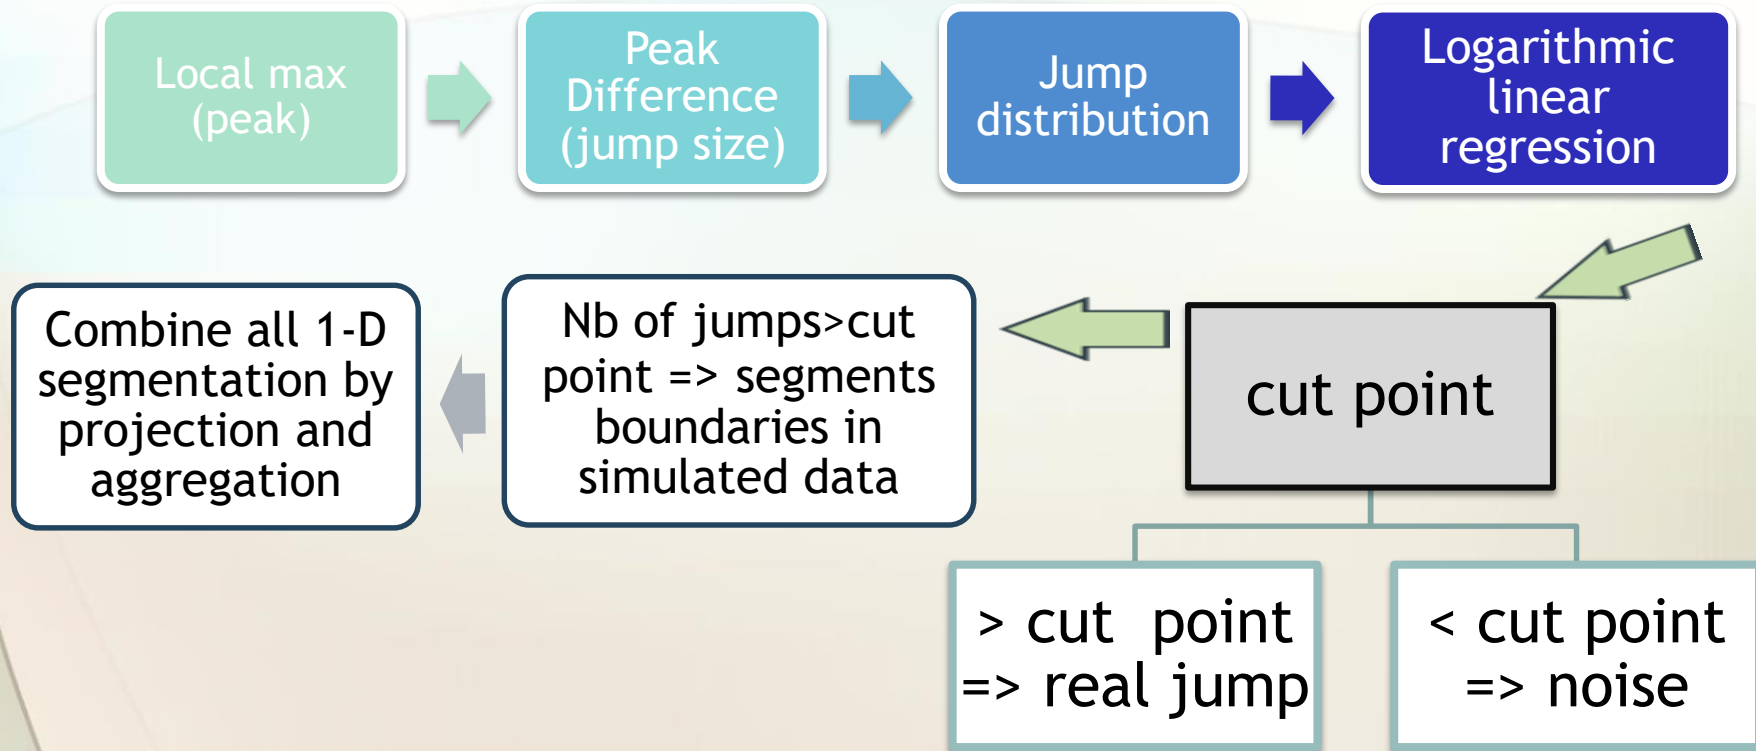 Local max
(peak)
Peak
Difference
(jump size)
Jump
distribution
Logarithmic
linear
regression
Combine all 1-D
segmentation by
projection and
aggregation
Nb of jumps>cut
point => segments
boundaries in
simulated data
cut point
> cut point
=> real jump
< cut point
=> noise